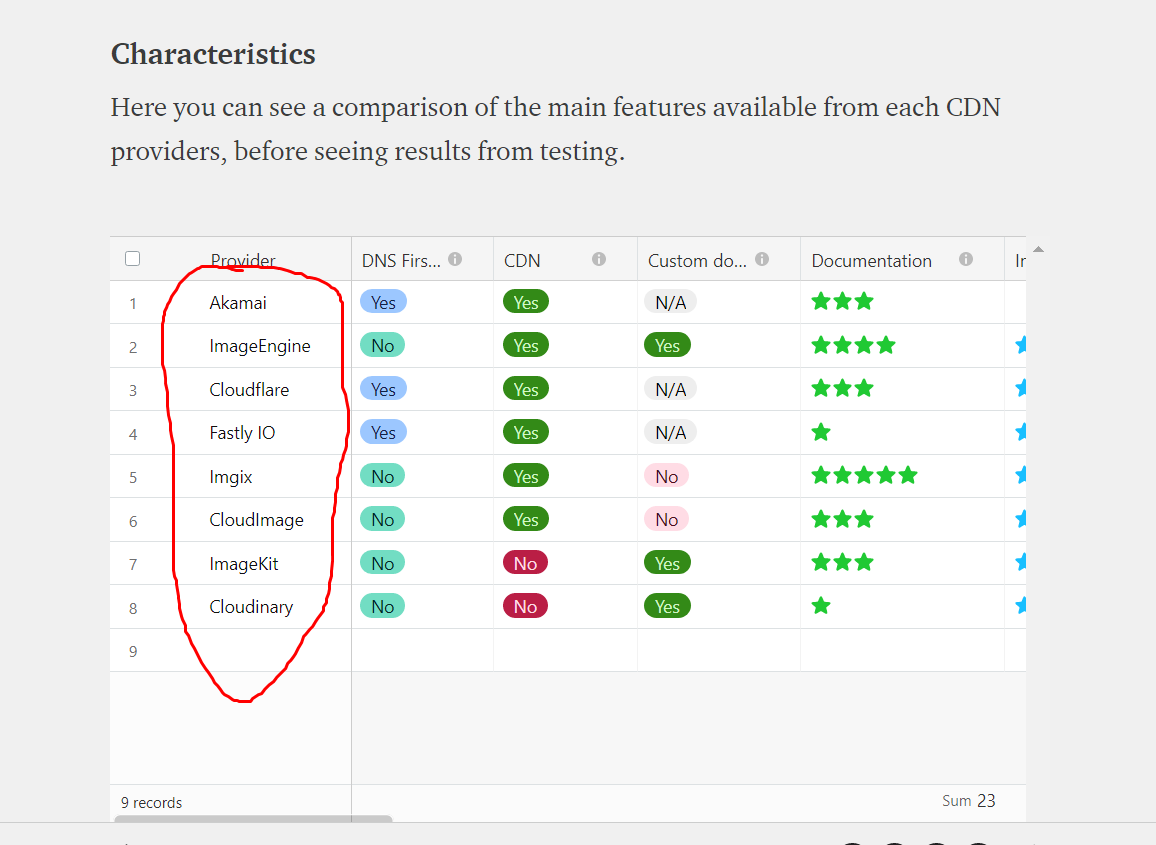 Characteristics
Here you can see a comparison of the main features available from each CDN
providers, before seeing results from testing.
Provider DNS Firs... CDN Custom do... Documentation
1 Akamai Yes Yes N/A
2 ImageEngine No Yes Yes
3 Cloudflare Yes Yes N/A
4 Fastly IO Yes Yes N/A
5 Imgix No Yes No
6 CloudImage No Yes No
7 ImageKit No No Yes
8 Cloudinary No No Yes
9
9 records Sum 23